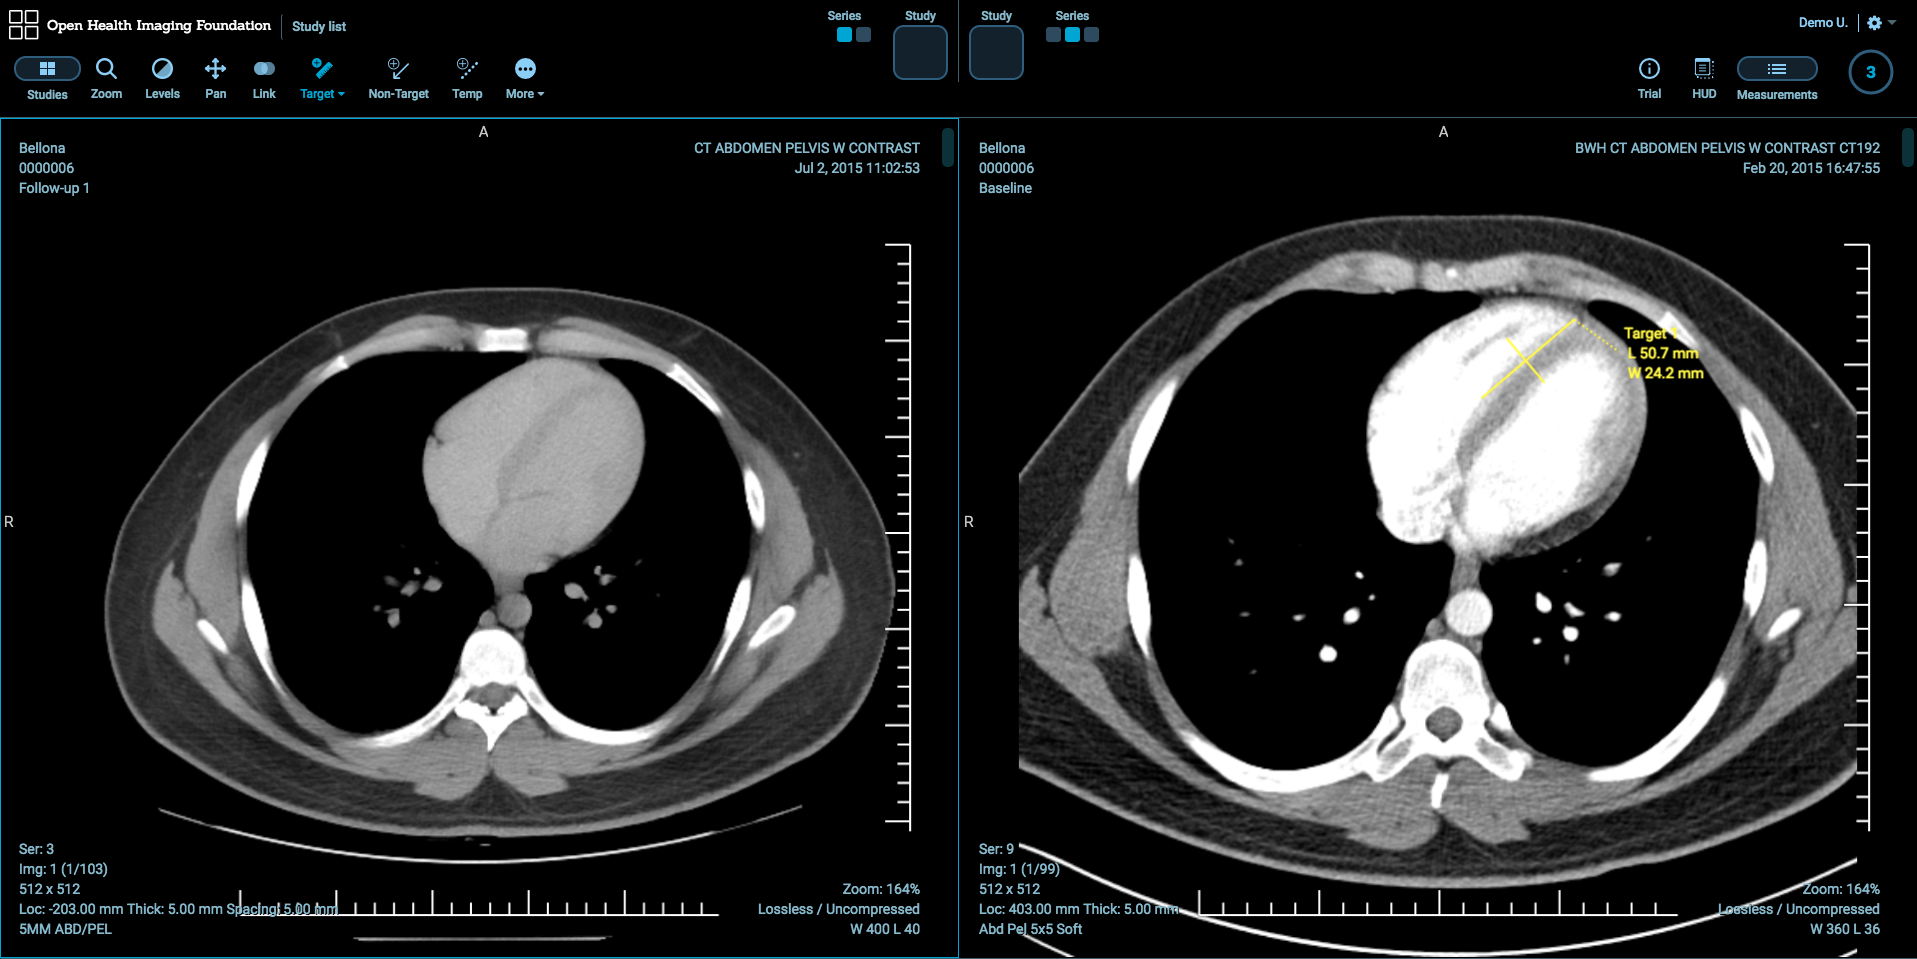 Open Health Imaging Foundation
Study list
Series
Study
Study
Series
Demo U.
Studies
Zoom
Levels
Pan
Link
Target
Non-Target
Temp
More
Trial
HUD
Measurements
3
A
Bellona
0000006
Follow-up 1
CT ABDOMEN PELVIS W CONTRAST
Jul 2, 2015 11:02:53
R
Ser: 3
Img: 1 (1/103)
512 x 512
Loc: -203.00 mm Thick: 5.00 mm Spacing: 5.00 mm
5MM ABD/PEL
Zoom: 164%
Lossless / Uncompressed
W 400 L 40
A
Bellona
0000006
Baseline
BWH CT ABDOMEN PELVIS W CONTRAST CT192
Feb 20, 2015 16:47:55
Target 1
L 50.7 mm
W 24.2 mm
R
Ser: 9
Img: 1 (1/99)
512 x 512
Loc: 403.00 mm Thick: 5.00 mm
Abd Pel 5x5 Soft
Zoom: 164%
Lossless / Uncompressed
W 360 L 36